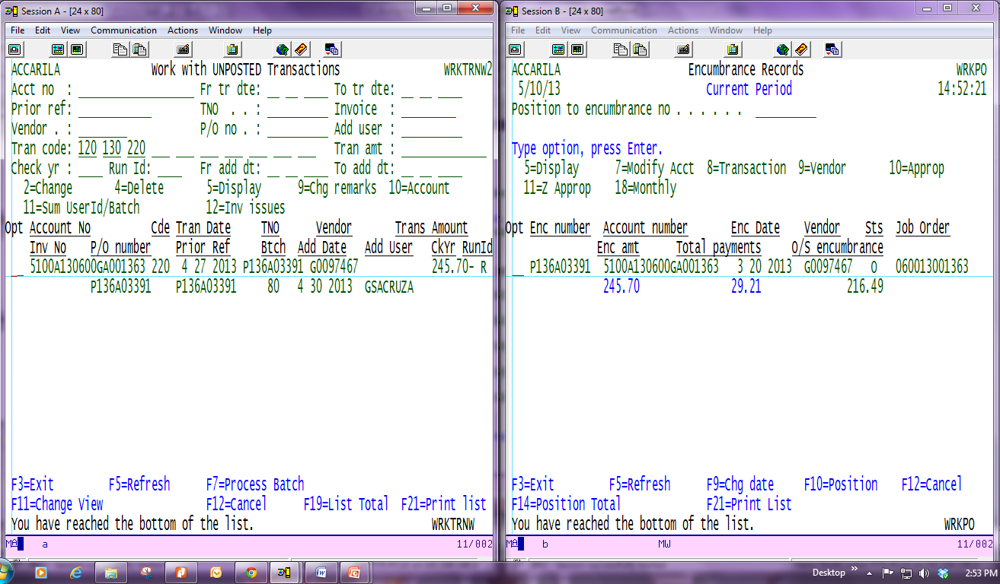 Session A - [24 x 80]
File Edit View Communication Actions Window Help
ACCARILA Work with UNPOSTED Transactions WRKTRNW2
Acct no : Fr tr dte: To tr dte:
Prior ref: TNO . . : Invoice :
Vendor . : P/O no . : Add user :
Tran code: 120 130 220 Tran amt :
Check yr : Run Id: Fr add dt: To add dt:
2=Change 4=Delete 5=Display 9=Chg remarks 10=Account
11=Sum UserId/Batch 12=Inv issues
Opt Account No Cde Tran Date TNO Vendor Trans Amount
Inv No P/O number Prior Ref Btch Add Date Add User CkYr RunId
5100A130600GA001363 220 4 27 2013 P136A03391 G0097467 245.70- R
P136A03391 P136A03391 80 4 30 2013 GSACRUZA
F3=Exit F5=Refresh F7=Process Batch
F11=Change View F12=Cancel F19=List Total F21=Print list
You have reached the bottom of the list. WRKTRNW
MA a 11/002
Session B - [24 x 80]
File Edit View Communication Actions Window Help
ACCARILA Encumbrance Records WRKPO
5/10/13 Current Period 14:52:21
Position to encumbrance no . . . . . .
Type option, press Enter.
5=Display 7=Modify Acct 8=Transaction 9=Vendor 10=Approp
11=Z Approp 18=Monthly
Opt Enc number Account number Enc Date Vendor Sts Job Order
Enc amt Total payments O/S encumbrance
P136A03391 5100A130600GA001363 3 20 2013 G0097467 O 060013001363
245.70 29.21 216.49
F3=Exit F5=Refresh F9=Chg date F10=Position F12=Cancel
F14=Position Total F21=Print List
You have reached the bottom of the list. WRKPO
MA b MW 11/002
Desktop » 2:53 PM